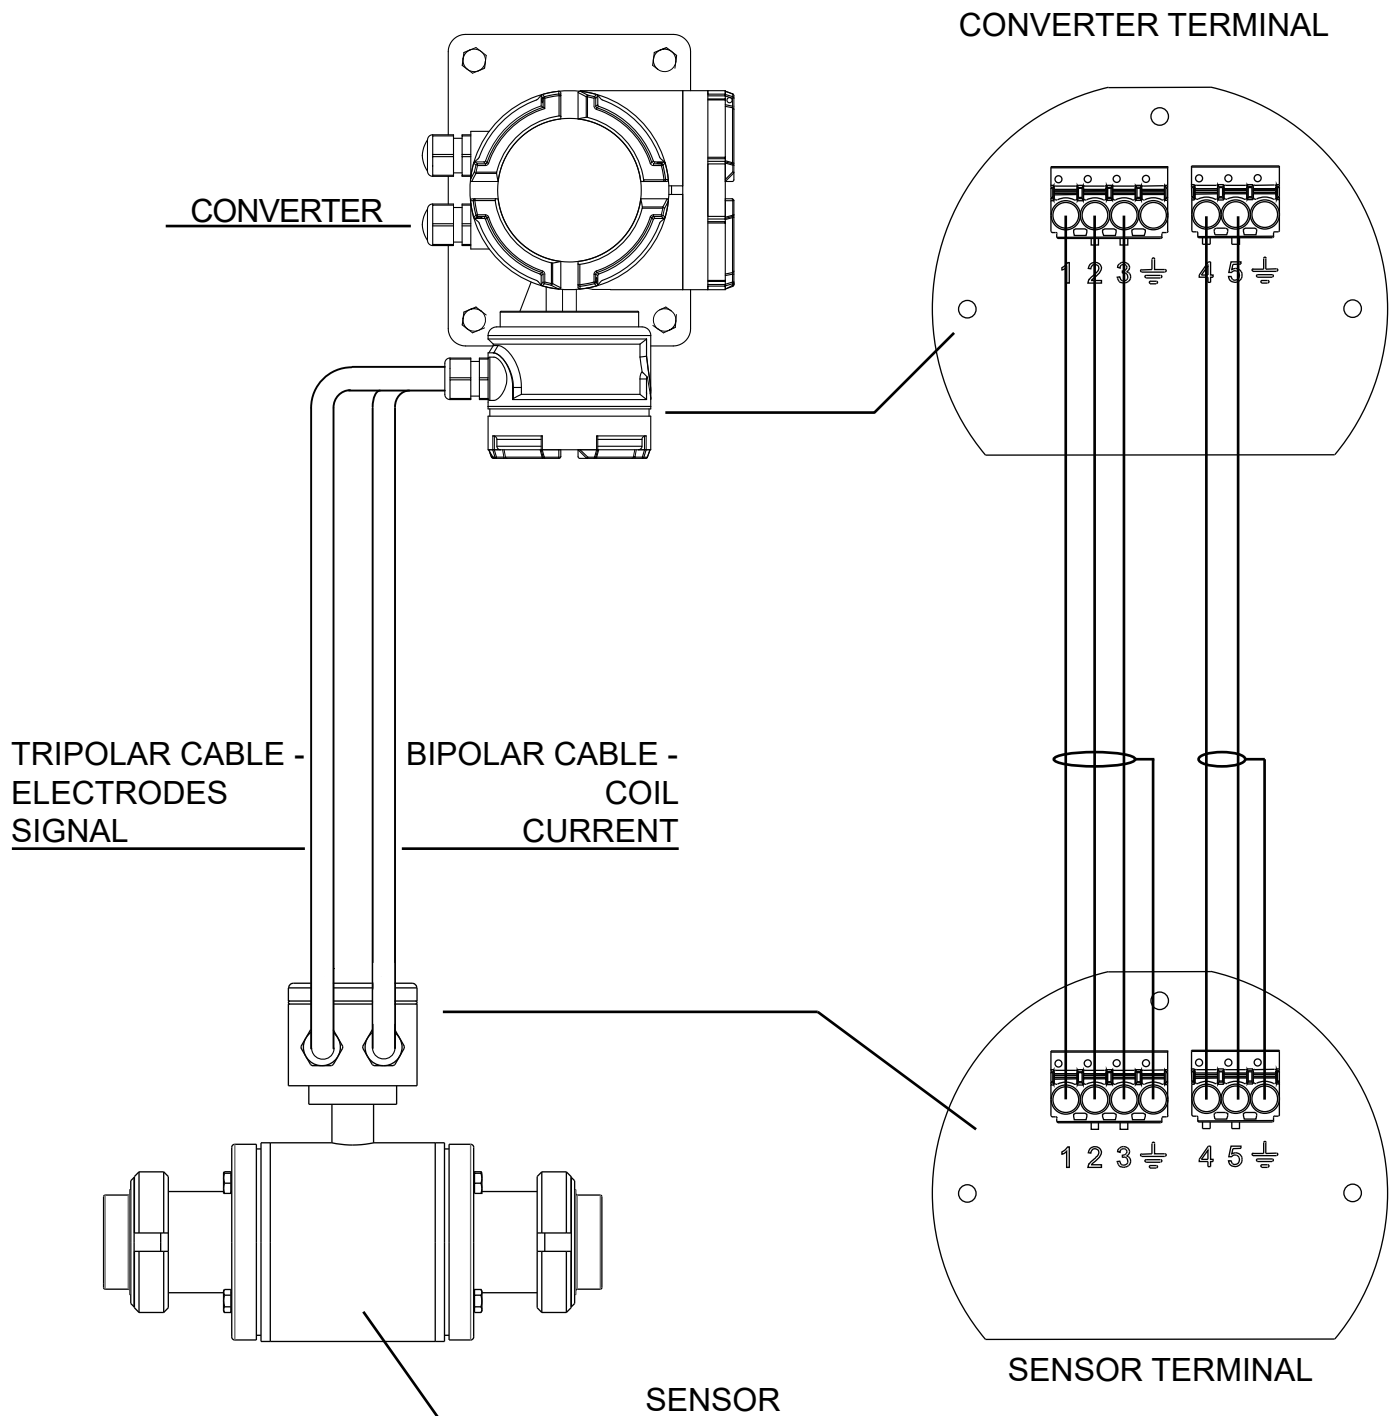 CONVERTER TERMINAL
CONVERTER
1 2 3 4 5
TRIPOLAR CABLE -
ELECTRODES
SIGNAL
BIPOLAR CABLE -
COIL
CURRENT
1 2 3 4 5
SENSOR TERMINAL
SENSOR